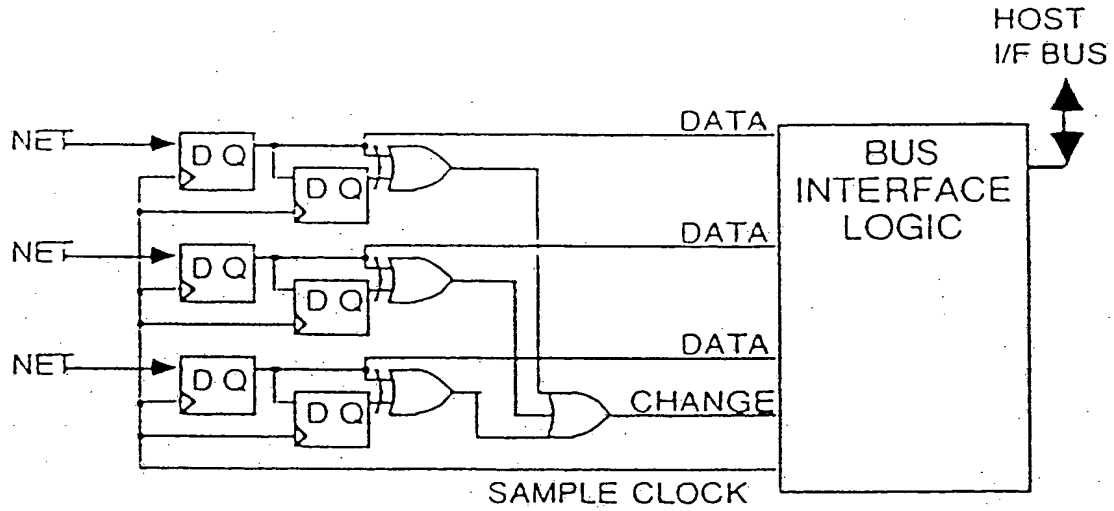 HOST
I/F BUS
NET
D Q
DATA
D Q
BUS
INTERFACE
LOGIC
NET
D Q
DATA
D Q
NET
D Q
DATA
D Q
CHANGE
SAMPLE CLOCK